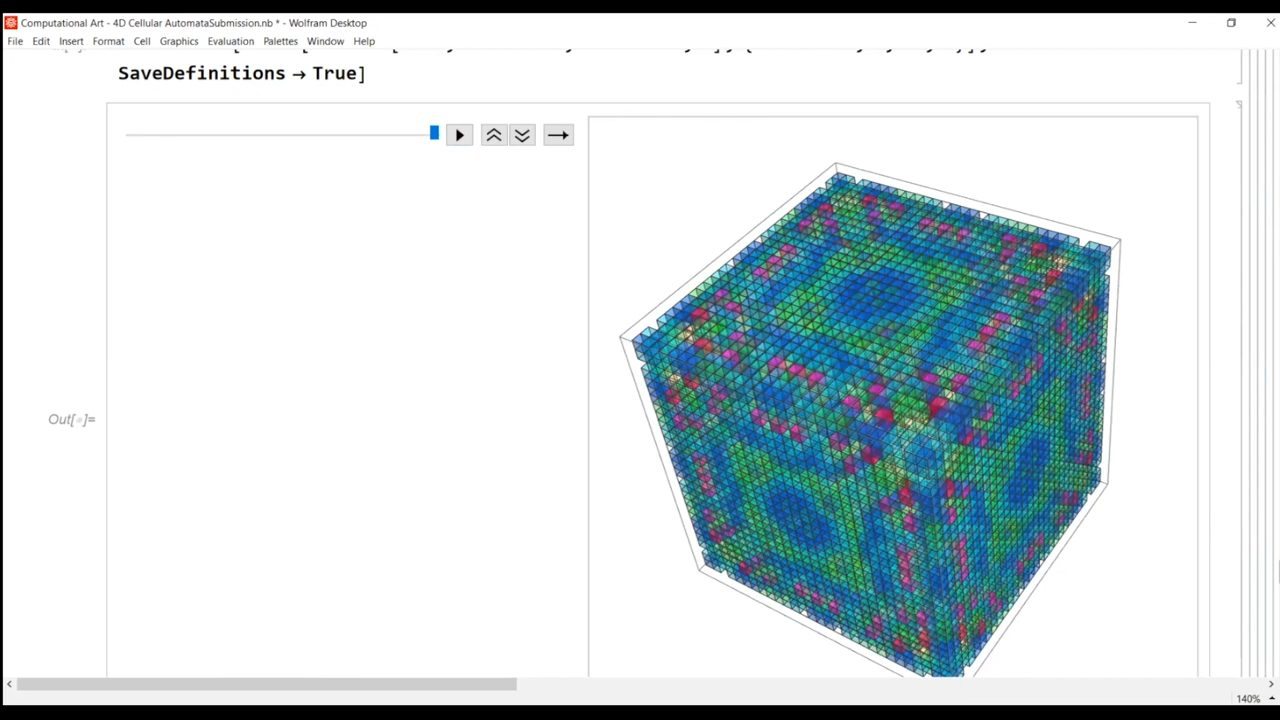 Computational Art - 4D Cellular AutomataSubmission.nb * - Wolfram Desktop
File Edit Insert Format Cell Graphics Evaluation Palettes Window Help
SaveDefinitions → True]
Out[•]=
140%